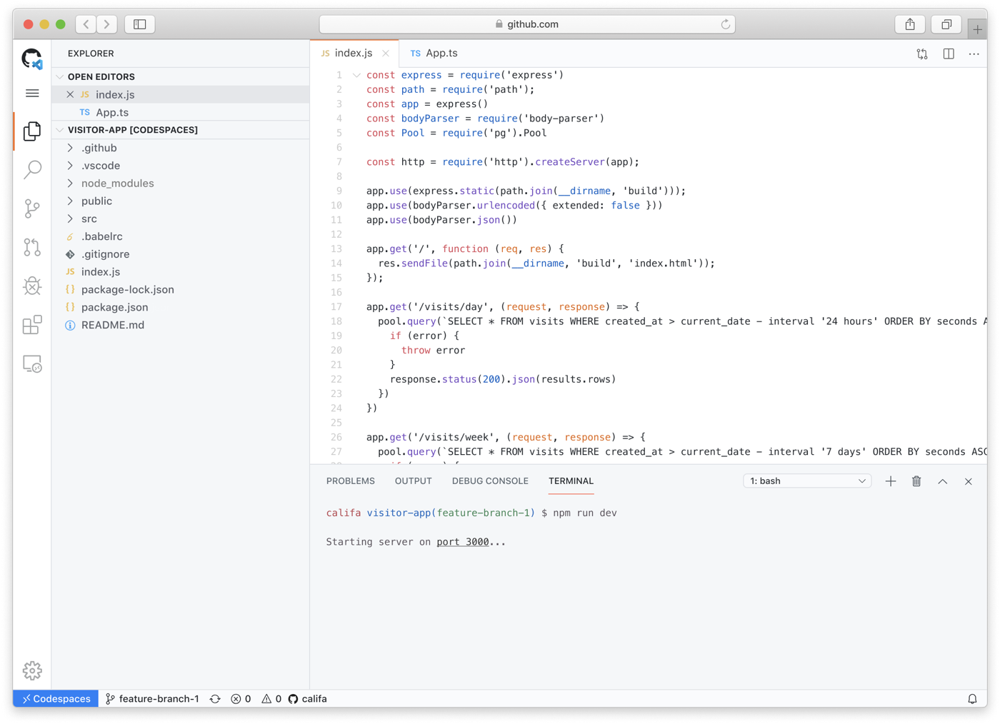 github.com
EXPLORER
OPEN EDITORS
JS index.js
TS App.ts
VISITOR-APP [CODESPACES]
.github
.vscode
node_modules
public
src
.babelrc
.gitignore
JS index.js
{} package-lock.json
{} package.json
README.md
JS index.js
TS App.ts
1 const express = require('express')
2 const path = require('path');
3 const app = express()
4 const bodyParser = require('body-parser')
5 const Pool = require('pg').Pool
6
7 const http = require('http').createServer(app);
8
9 app.use(express.static(path.join(__dirname, 'build')));
10 app.use(bodyParser.urlencoded({ extended: false }))
11 app.use(bodyParser.json())
12
13 app.get('/', function (req, res) {
14 res.sendFile(path.join(__dirname, 'build', 'index.html'));
15 });
16
17 app.get('/visits/day', (request, response) => {
18 pool.query(`SELECT * FROM visits WHERE created_at > current_date - interval '24 hours' ORDER BY seconds A
19 if (error) {
20 throw error
21 }
22 response.status(200).json(results.rows)
23 })
24 })
25
26 app.get('/visits/week', (request, response) => {
27 pool.query(`SELECT * FROM visits WHERE created_at > current_date - interval '7 days' ORDER BY seconds ASC
PROBLEMS OUTPUT DEBUG CONSOLE TERMINAL 1: bash
califa visitor-app(feature-branch-1) $ npm run dev
Starting server on port 3000...
Codespaces feature-branch-1 0 0 califa